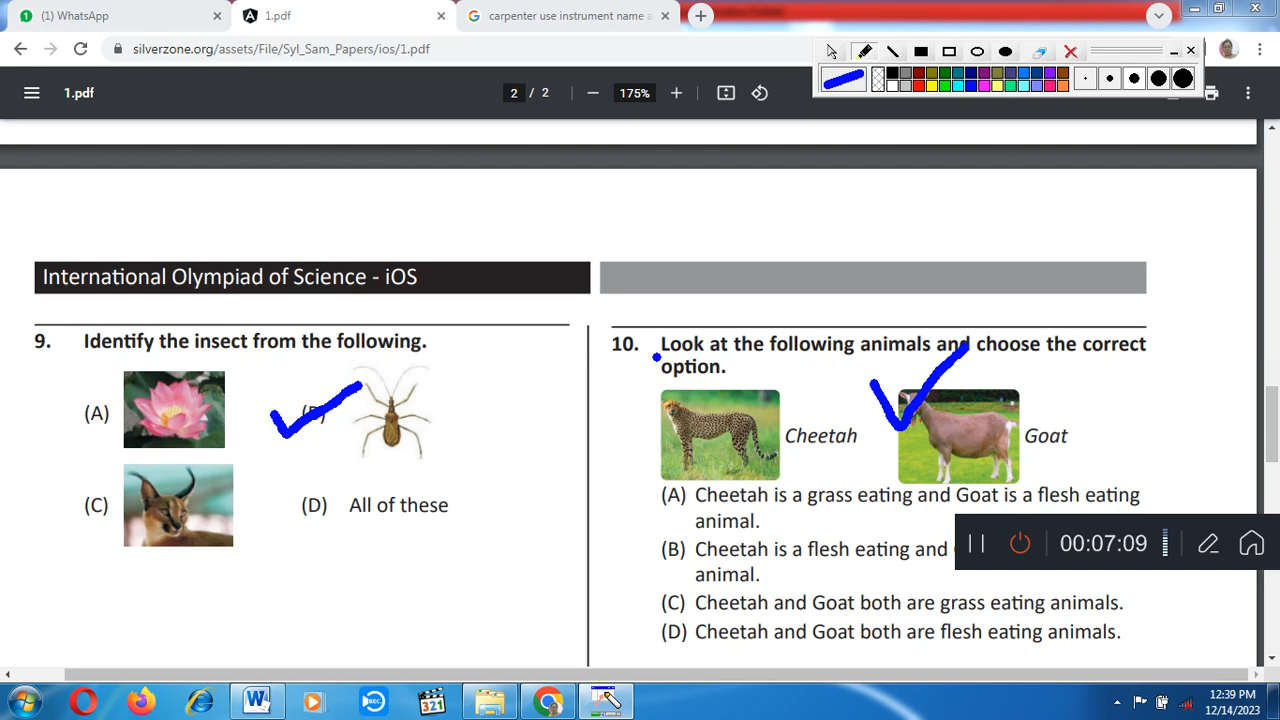 (1) WhatsApp
1.pdf
carpenter use instrument name a
silverzone.org/assets/File/Syl_Sam_Papers/ios/1.pdf
1.pdf
2 / 2
175%
International Olympiad of Science - iOS
9. Identify the insect from the following.
(A)
(C)
(D) All of these
10. Look at the following animals and choose the correct
option.
Cheetah
Goat
(A) Cheetah is a grass eating and Goat is a flesh eating
animal.
(B) Cheetah is a flesh eating and
animal.
(C) Cheetah and Goat both are grass eating animals.
(D) Cheetah and Goat both are flesh eating animals.
00:07:09
REC
321
12:39 PM
12/14/2023